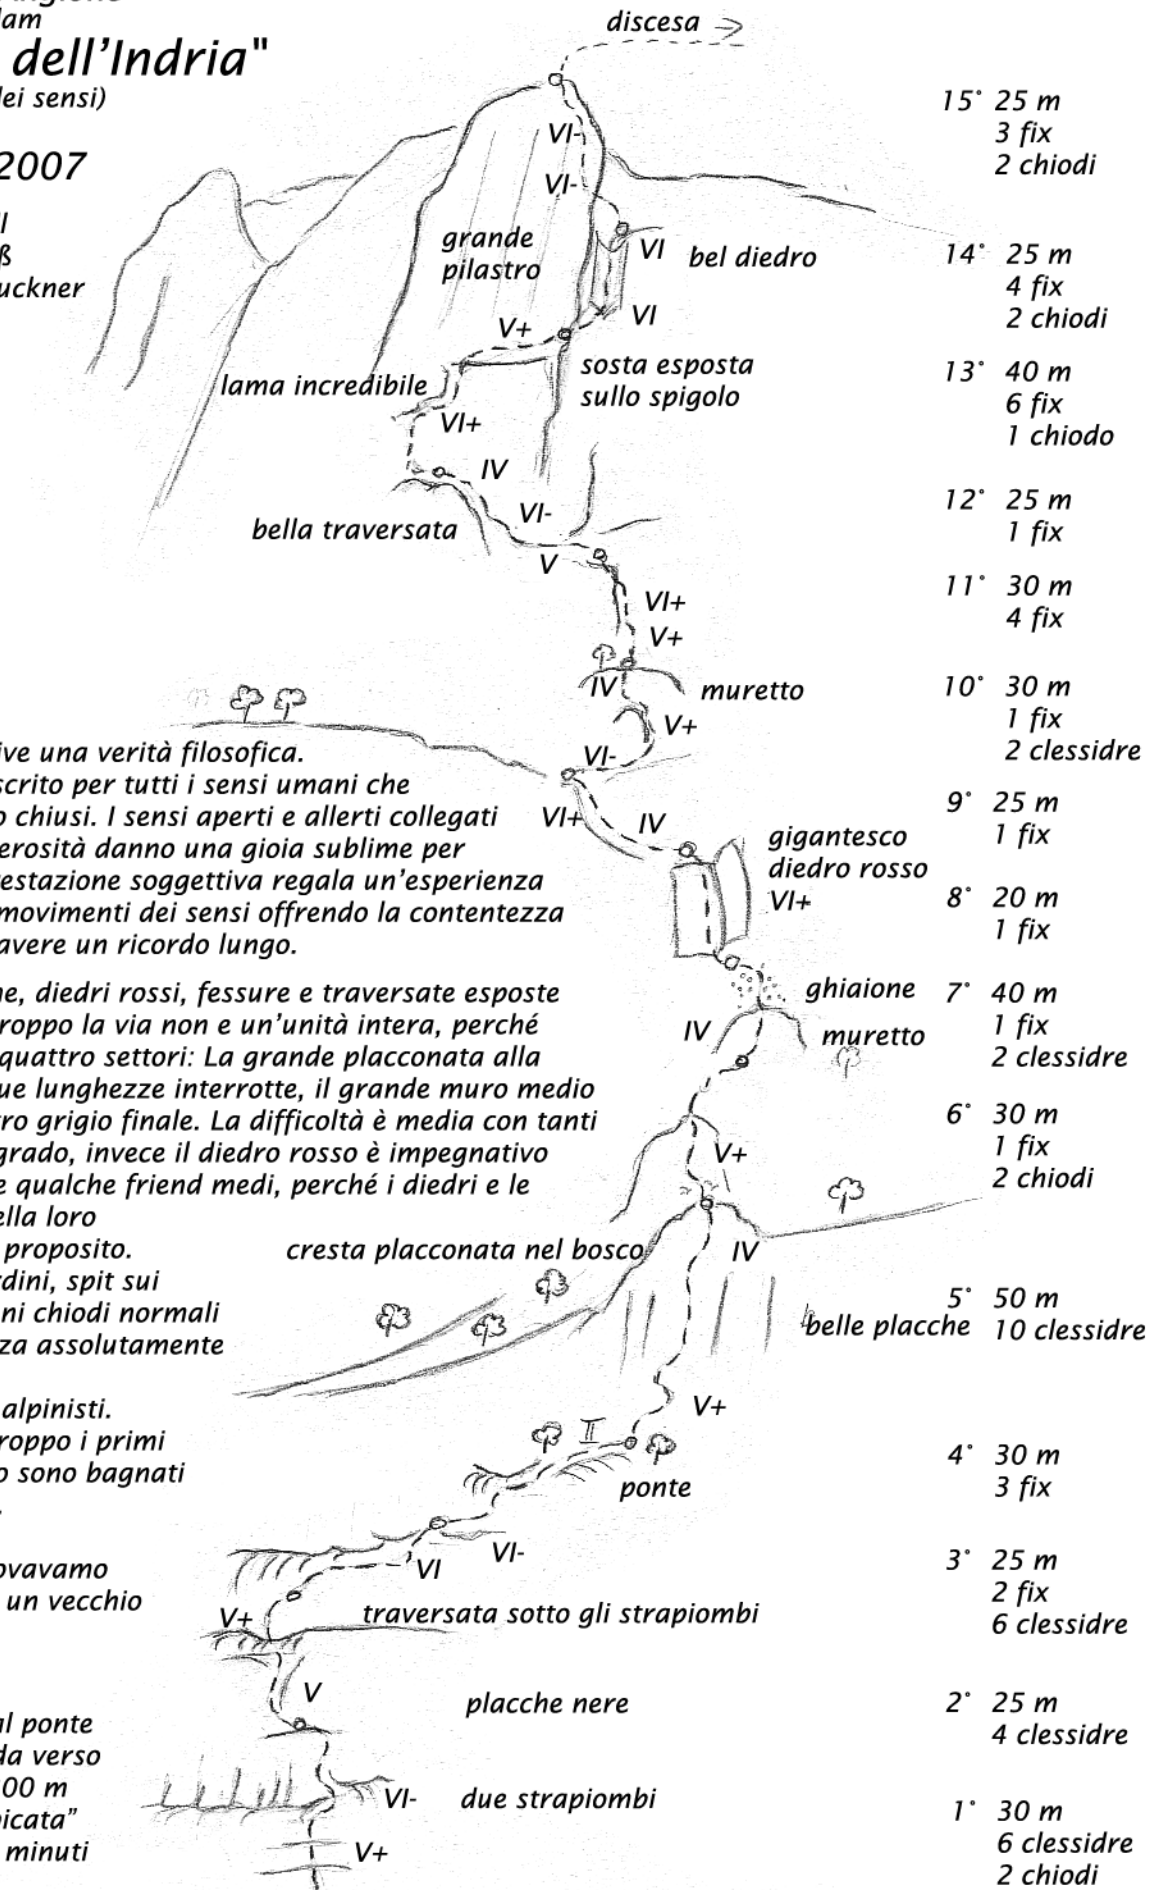 lam
dell'Indria"
dei sensi)
2007
ll
ß
uckner
ive una verità filosofica.
scrito per tutti i sensi umani che
o chiusi. I sensi aperti e allerti collegati
erosità danno una gioia sublime per
restazione soggettiva regala un'esperienza
movimenti dei sensi offrendo la contentezza
avere un ricordo lungo.
ne, diedri rossi, fessure e traversate esposte
roppo la via non e un'unità intera, perché
quattro settori: La grande placconata alla
ue lunghezze interrotte, il grande muro medio
tro grigio finale. La difficoltà è media con tanti
grado, invece il diedro rosso è impegnativo
e qualche friend medi, perché i diedri e le
ella loro
proposito.
rdini, spit sui
ni chiodi normali
za assolutamente
alpinisti.
roppo i primi
o sono bagnati
ovavamo
un vecchio
al ponte
da verso
00 m
picata"
minuti
discesa
VI-
VI-
grande
pilastro
VI
bel diedro
VI
V+
sosta esposta
sullo spigolo
lama incredibile
VI+
IV
VI-
bella traversata
V
VI+
V+
IV
muretto
V+
VI-
VI+
IV
gigantesco
diedro rosso
VI+
ghiaione
IV
muretto
V+
cresta placconata nel bosco
IV
belle placche
V+
II
ponte
VI-
VI
V+
traversata sotto gli strapiombi
V
placche nere
VI-
due strapiombi
V+
15° 25 m
3 fix
2 chiodi
14° 25 m
4 fix
2 chiodi
13° 40 m
6 fix
1 chiodo
12° 25 m
1 fix
11° 30 m
4 fix
10° 30 m
1 fix
2 clessidre
9° 25 m
1 fix
8° 20 m
1 fix
7° 40 m
1 fix
2 clessidre
6° 30 m
1 fix
2 chiodi
5° 50 m
10 clessidre
4° 30 m
3 fix
3° 25 m
2 fix
6 clessidre
2° 25 m
4 clessidre
1° 30 m
6 clessidre
2 chiodi